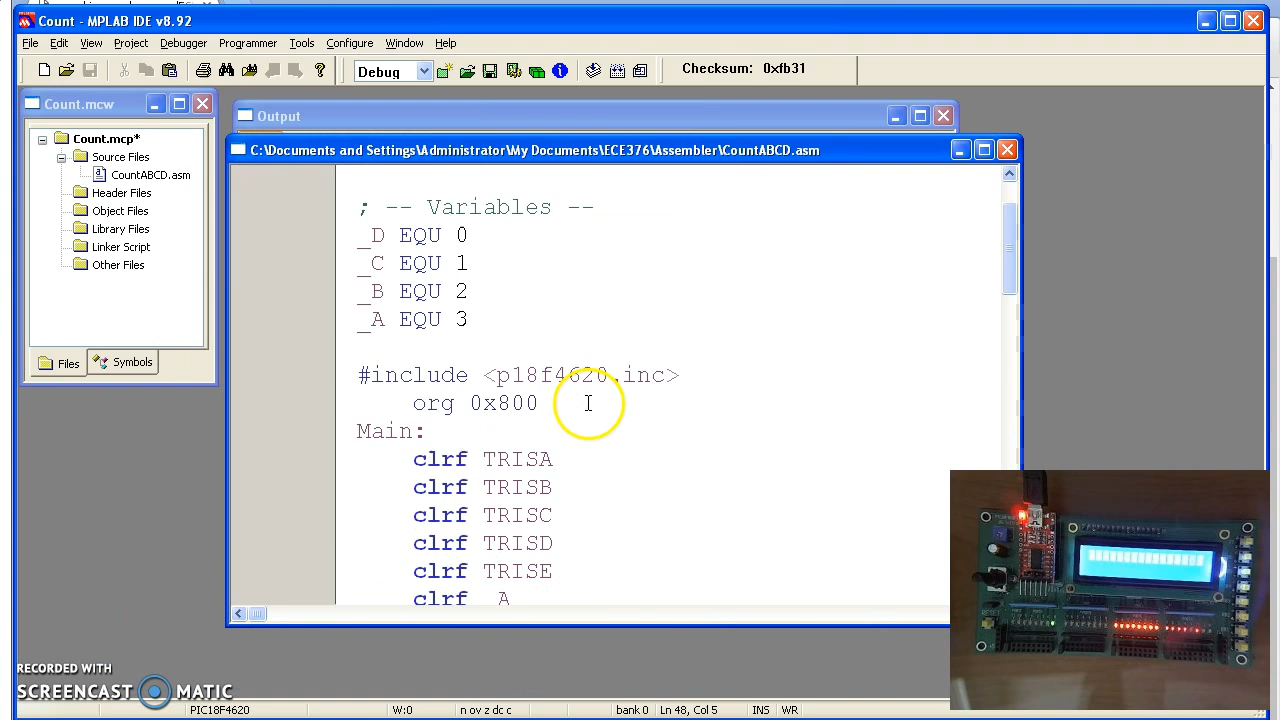 Count - MPLAB IDE v8.92
File Edit View Project Debugger Programmer Tools Configure Window Help
Debug
Checksum: 0xfb31
Count.mcw
Output
Count.mcp*
Source Files
CountABCD.asm
Header Files
Object Files
Library Files
Linker Script
Other Files
Files
Symbols
C:\Documents and Settings\Administrator\My Documents\ECE376\Assembler\CountABCD.asm
; -- Variables --
_D EQU 0
_C EQU 1
_B EQU 2
_A EQU 3
#include <p18f4620.inc>
org 0x800
Main:
clrf TRISA
clrf TRISB
clrf TRISC
clrf TRISD
clrf TRISE
clrf _A
RECORDED WITH
SCREENCAST MATIC
PIC18F4620 W:0 n ov z dc c bank 0 Ln 48, Col 5 INS WR